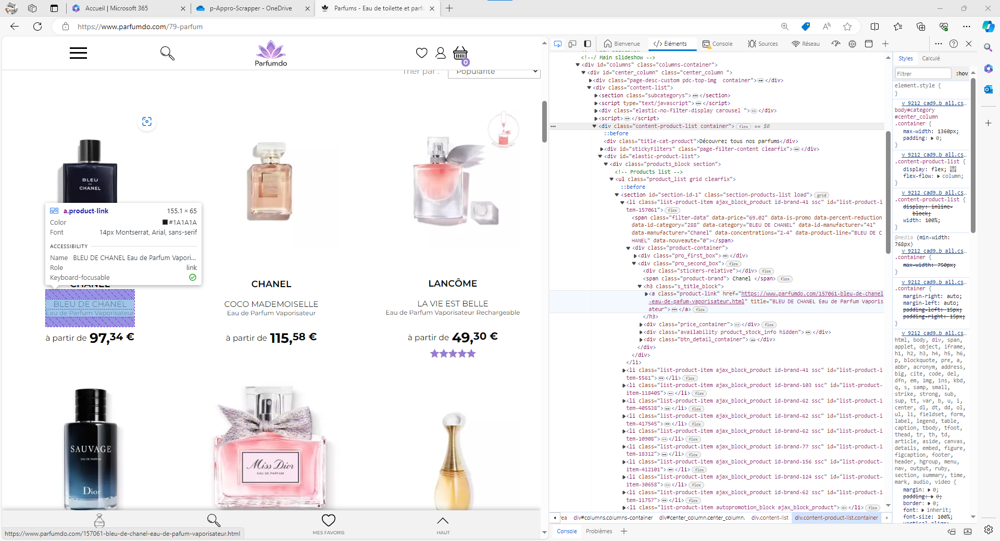 Accueil | Microsoft 365
p-Appro-Scrapper - OneDrive
Parfums - Eau de toilette et parfu
https://www.parfumdo.com/79-parfum
Parfumdo
0
Trier par :
Popularité
BLEU
DE
CHANEL
a.product-link 155.1 × 65
Color #1A1A1A
Font 14px Montserrat, Arial, sans-serif
ACCESSIBILITY
Name BLEU DE CHANEL Eau de Parfum Vapori...
Role link
Keyboard-focusable
CHANEL
BLEU DE CHANEL
Eau de Parfum Vaporisateur
à partir de 97,34 €
CHANEL
COCO MADEMOISELLE
Eau de Parfum Vaporisateur
à partir de 115,58 €
LANCÔME
LA VIE EST BELLE
Eau de Parfum Vaporisateur Rechargeable
à partir de 49,30 €
SAUVAGE
EAU DE PARFUM
Dior
Miss Dior
EAU DE PARFUM
MES FAVORIS
HAUT
https://www.parfumdo.com/157061-bleu-de-chanel-eau-de-pafum-vaporisateur.html
Bienvenue
</> Éléments
Console
Sources
Réseau
<!--/ Main slideshow -->
<div id="columns" class="columns-container">
<div id="center_column" class="center_column ">
<div class="page-desc-custom pdc-top-img  container">…</div>
<div class="content-list">
<section class="subcategorys">…</section>
<script type="text/javascript">…</script>
<div class="elastic-no-filter-display carousel ">…</div>
<script>…</script>
<div class="content-product-list container"> flex == $0
::before
<div class="title-cat-product">Découvrez tous nos parfums</div>
<div id="stickyFilters" class="page-filter-content clearfix">…</div>
<div id="elastic-product-list">
<div class="products_block section">
<!-- Products list -->
<ul class="product_list grid clearfix">
::before
<section id="section-id-1" class="section-products-list load"> grid
<li class="list-product-item ajax_block_product id-brand-41 ssc" id="list-product-i
tem-157061"> flex
<span class="filter-data" data-price="69.02" data-is-promo data-percent-reduction
data-id-category="288" data-category="BLEU DE CHANEL" data-id-manufacturer="41"
data-manufacturer="Chanel" data-concentrations="2-4" data-product-line="BLEU DE C
HANEL" data-nouveaute="0"></span>
<div class="product-container">
<div class="pro_first_box">…</div>
<div class="pro_second_box"> flex
<div class="stickers-relative"></div> flex
<span class="product-brand"> Chanel </span> flex
<h3 class="s_title_block">
<a class="product-link" href="https://www.parfumdo.com/157061-bleu-de-chanel
-eau-de-pafum-vaporisateur.html" title="BLEU DE CHANEL Eau de Parfum Vaporis
ateur">…</a> flex
</h3>
<div class="price_container">…</div> flex
<div class="availability product_stock_info hidden">…</div>
<div class="btn_detail_container">…</div>
</div>
</div>
</li>
<li class="list-product-item ajax_block_product id-brand-41 ssc" id="list-product-i
tem-5561">…</li> flex
<li class="list-product-item ajax_block_product id-brand-103 ssc" id="list-product-
item-118405">…</li> flex
<li class="list-product-item ajax_block_product id-brand-62 ssc" id="list-product-i
tem-405538">…</li> flex
<li class="list-product-item ajax_block_product id-brand-62 ssc" id="list-product-i
tem-417545">…</li> flex
<li class="list-product-item ajax_block_product id-brand-62 ssc" id="list-product-i
tem-10908">…</li> flex
<li class="list-product-item ajax_block_product id-brand-77 ssc" id="list-product-i
tem-18312">…</li> flex
<li class="list-product-item ajax_block_product id-brand-156 ssc" id="list-product-
item-412101">…</li> flex
<li class="list-product-item ajax_block_product id-brand-124 ssc" id="list-product-
item-30658">…</li> flex
<li class="list-product-item ajax_block_product id-brand-62 ssc" id="list-product-i
tem-11757">…</li> flex
<li class="list-product-item autopromotion_block ajax_block_product">…</li> flex
rea div#columns.columns-container div#center_column.center_column. div.content-list div.content-product-list.container
Console Problèmes
Styles Calculé
Filtrer :hov
element.style {
}
v_9212_cad9…b_all.cs…
body#category
#center_column
.container {
max-width: 1360px;
padding: 0;
}
v_9212_cad9…b_all.cs…
.content-product-list {
display: flex;
flex-flow: column;
}
v_9212_cad9…b_all.cs…
.content-product-list {
display: inline-
block;
width: 100%;
}
@media (min-width:
768px)
v_9212_cad9…b_all.cs…
.container {
max-width: 750px;
}
v_9212_cad9…b_all.cs…
.container {
margin-right: auto;
margin-left: auto;
padding-left: 15px;
padding-right: 15px;
}
v_9212_cad9…b_all.cs…
html, body, div, span,
applet, object, iframe,
h1, h2, h3, h4, h5, h6,
p, blockquote, pre, a,
abbr, acronym, address,
big, cite, code, del,
dfn, em, img, ins, kbd,
q, s, samp, small,
strike, strong, sub,
sup, tt, var, b, u, i,
center, dl, dt, dd, ol,
ul, li, fieldset, form,
label, legend, table,
caption, tbody, tfoot,
thead, tr, th, td,
article, aside, canvas,
details, embed, figure,
figcaption, footer,
header, hgroup, menu,
nav, output, ruby,
section, summary, time,
mark, audio, video {
margin: 0;
padding: 0;
border: 0;
font: inherit;
font-size: 100%;
vertical-align: